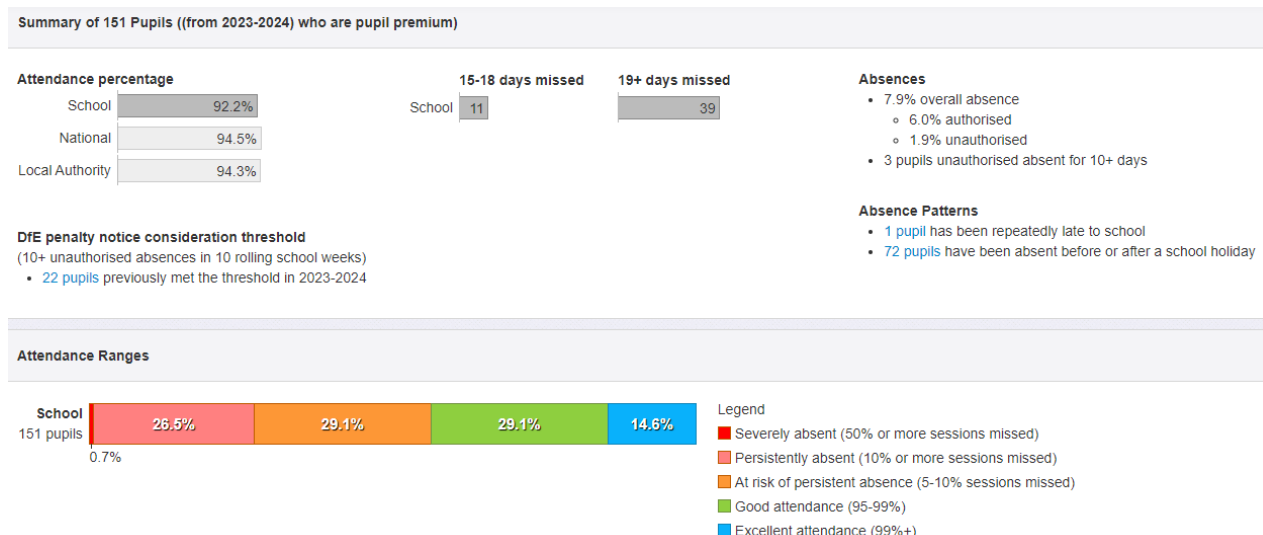 Summary of 151 Pupils ((from 2023-2024) who are pupil premium)
Attendance percentage
School 92.2%
National 94.5%
Local Authority 94.3%
15-18 days missed 19+ days missed
School 11 39
Absences
• 7.9% overall absence
◦ 6.0% authorised
◦ 1.9% unauthorised
• 3 pupils unauthorised absent for 10+ days
DfE penalty notice consideration threshold
(10+ unauthorised absences in 10 rolling school weeks)
• 22 pupils previously met the threshold in 2023-2024
Absence Patterns
• 1 pupil has been repeatedly late to school
• 72 pupils have been absent before or after a school holiday
Attendance Ranges
School
151 pupils
26.5% 29.1% 29.1% 14.6%
0.7%
Legend
Severely absent (50% or more sessions missed)
Persistently absent (10% or more sessions missed)
At risk of persistent absence (5-10% sessions missed)
Good attendance (95-99%)
Excellent attendance (99%+)